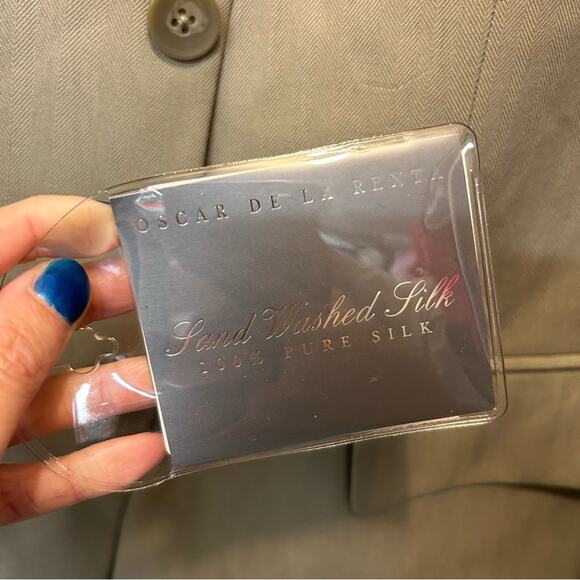 OSCAR DE LA RENTA
Sand Washed Silk
100% PURE SILK